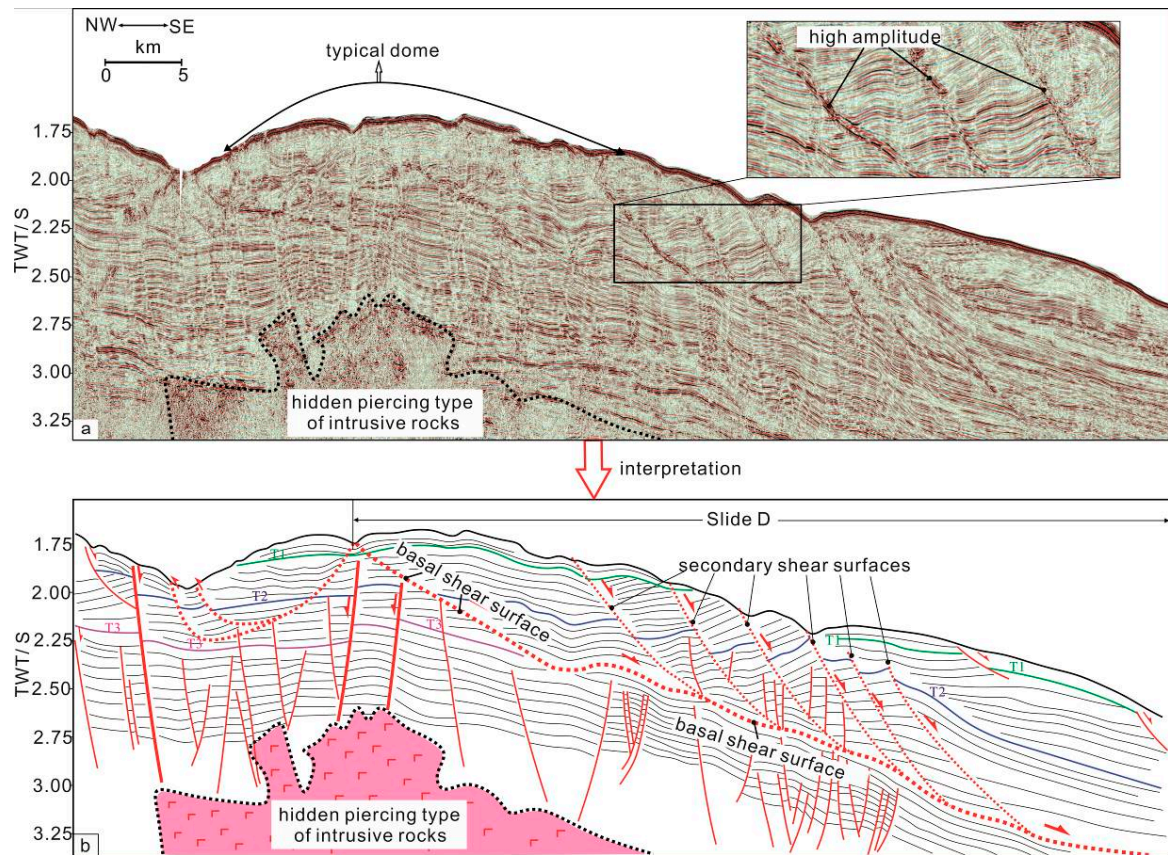 NW SE
km
0 5
typical dome
high amplitude
TWT/ S
1.75
2.00
2.25
2.50
2.75
3.00
3.25
hidden piercing type
of intrusive rocks
a
interpretation
Slide D
TWT/ S
1.75
2.00
2.25
2.50
2.75
3.00
3.25
T1
T2
T3
T3
basal shear surface
T3
secondary shear surfaces
T1
T1
T2
basal shear surface
hidden piercing type
of intrusive rocks
b